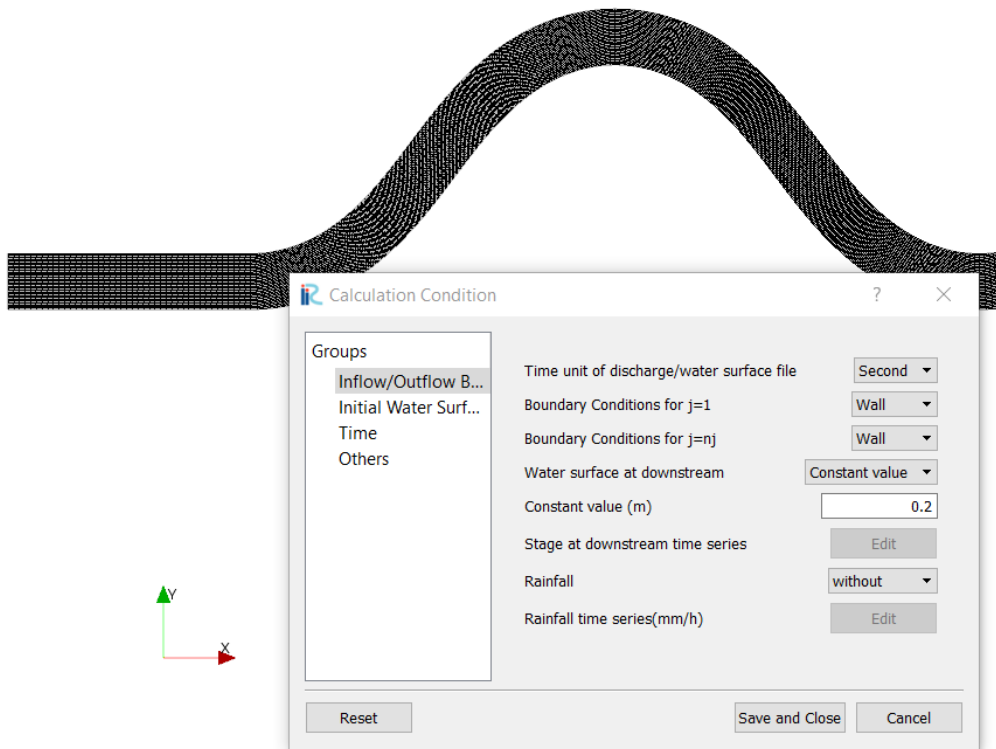 Calculation Condition
?
Groups
Inflow/Outflow B...
Initial Water Surf...
Time
Others
Time unit of discharge/water surface file Second
Boundary Conditions for j=1 Wall
Boundary Conditions for j=nj Wall
Water surface at downstream Constant value
Constant value (m) 0.2
Stage at downstream time series Edit
Rainfall without
Rainfall time series(mm/h) Edit
Y
X
Reset Save and Close Cancel